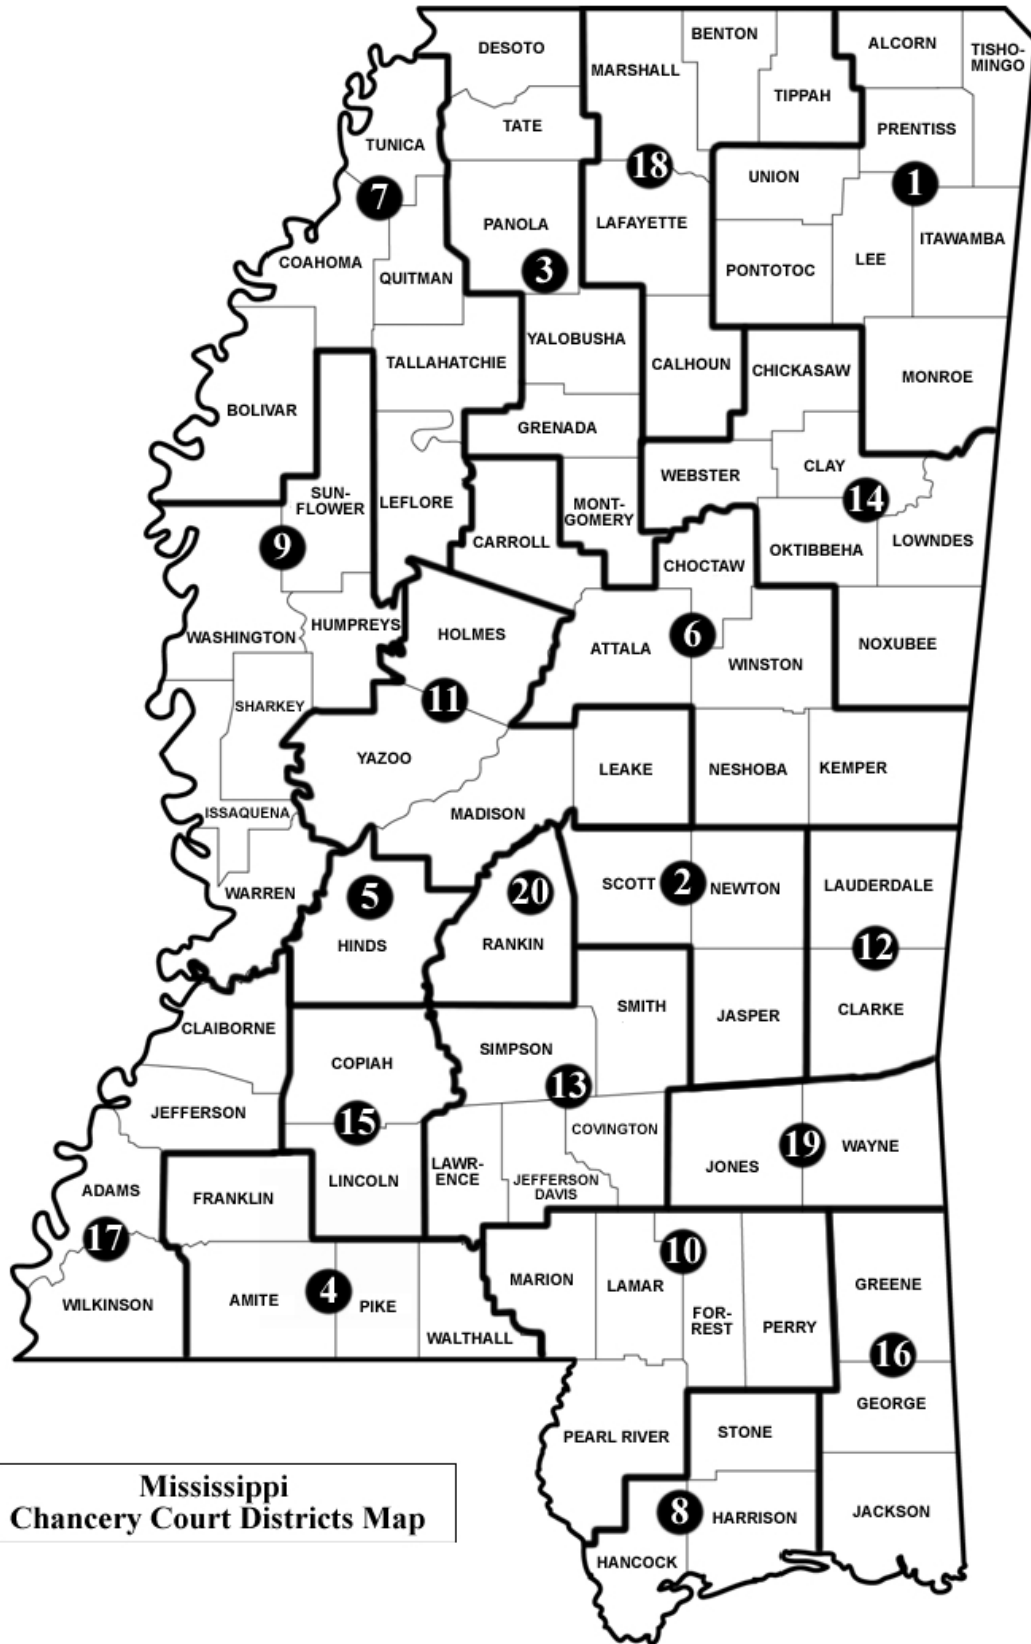 DESOTO
BENTON
ALCORN
TISHO-
MINGO
MARSHALL
TIPPAH
TATE
PRENTISS
TUNICA
18
UNION
1
7
PANOLA
LAFAYETTE
ITAWAMBA
COAHOMA
3
PONTOTOC
LEE
QUITMAN
YALOBUSHA
TALLAHATCHIE
CALHOUN
CHICKASAW
MONROE
BOLIVAR
GRENADA
WEBSTER
CLAY
SUN-
FLOWER
LEFLORE
MONT-
GOMERY
14
9
CARROLL
CHOCTAW
OKTIBBEHA
LOWNDES
WASHINGTON
HUMPREYS
HOLMES
ATTALA
6
WINSTON
NOXUBEE
SHARKEY
11
YAZOO
LEAKE
NESHOBA
KEMPER
ISSAQUENA
MADISON
WARREN
5
20
SCOTT
2
NEWTON
LAUDERDALE
HINDS
RANKIN
12
CLAIBORNE
SMITH
JASPER
CLARKE
COPIAH
SIMPSON
13
JEFFERSON
15
COVINGTON
19
WAYNE
LAWR-
ENCE
JONES
ADAMS
FRANKLIN
LINCOLN
JEFFERSON
DAVIS
17
10
WILKINSON
AMITE
4
PIKE
MARION
LAMAR
GREENE
FOR-
REST
PERRY
WALTHALL
16
GEORGE
PEARL RIVER
STONE
Mississippi
Chancery Court Districts Map
8
HARRISON
JACKSON
HANCOCK